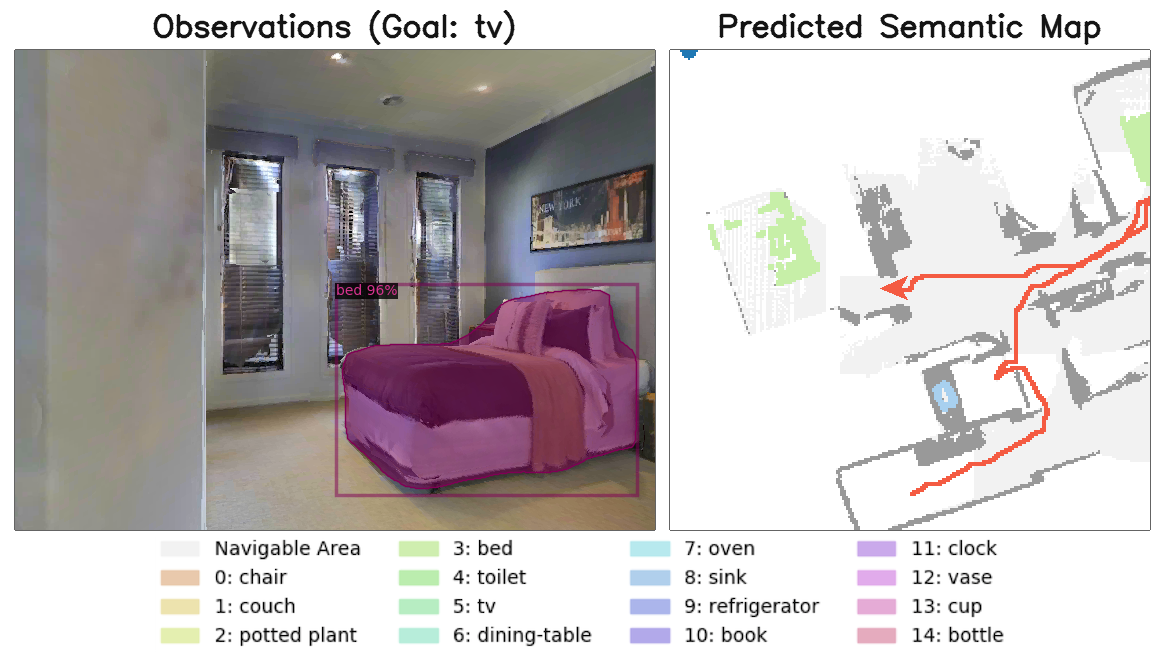 Observations (Goal: tv)
Predicted Semantic Map
NEW YORK
bed 96%
Navigable Area
0: chair
1: couch
2: potted plant
3: bed
4: toilet
5: tv
6: dining-table
7: oven
8: sink
9: refrigerator
10: book
11: clock
12: vase
13: cup
14: bottle